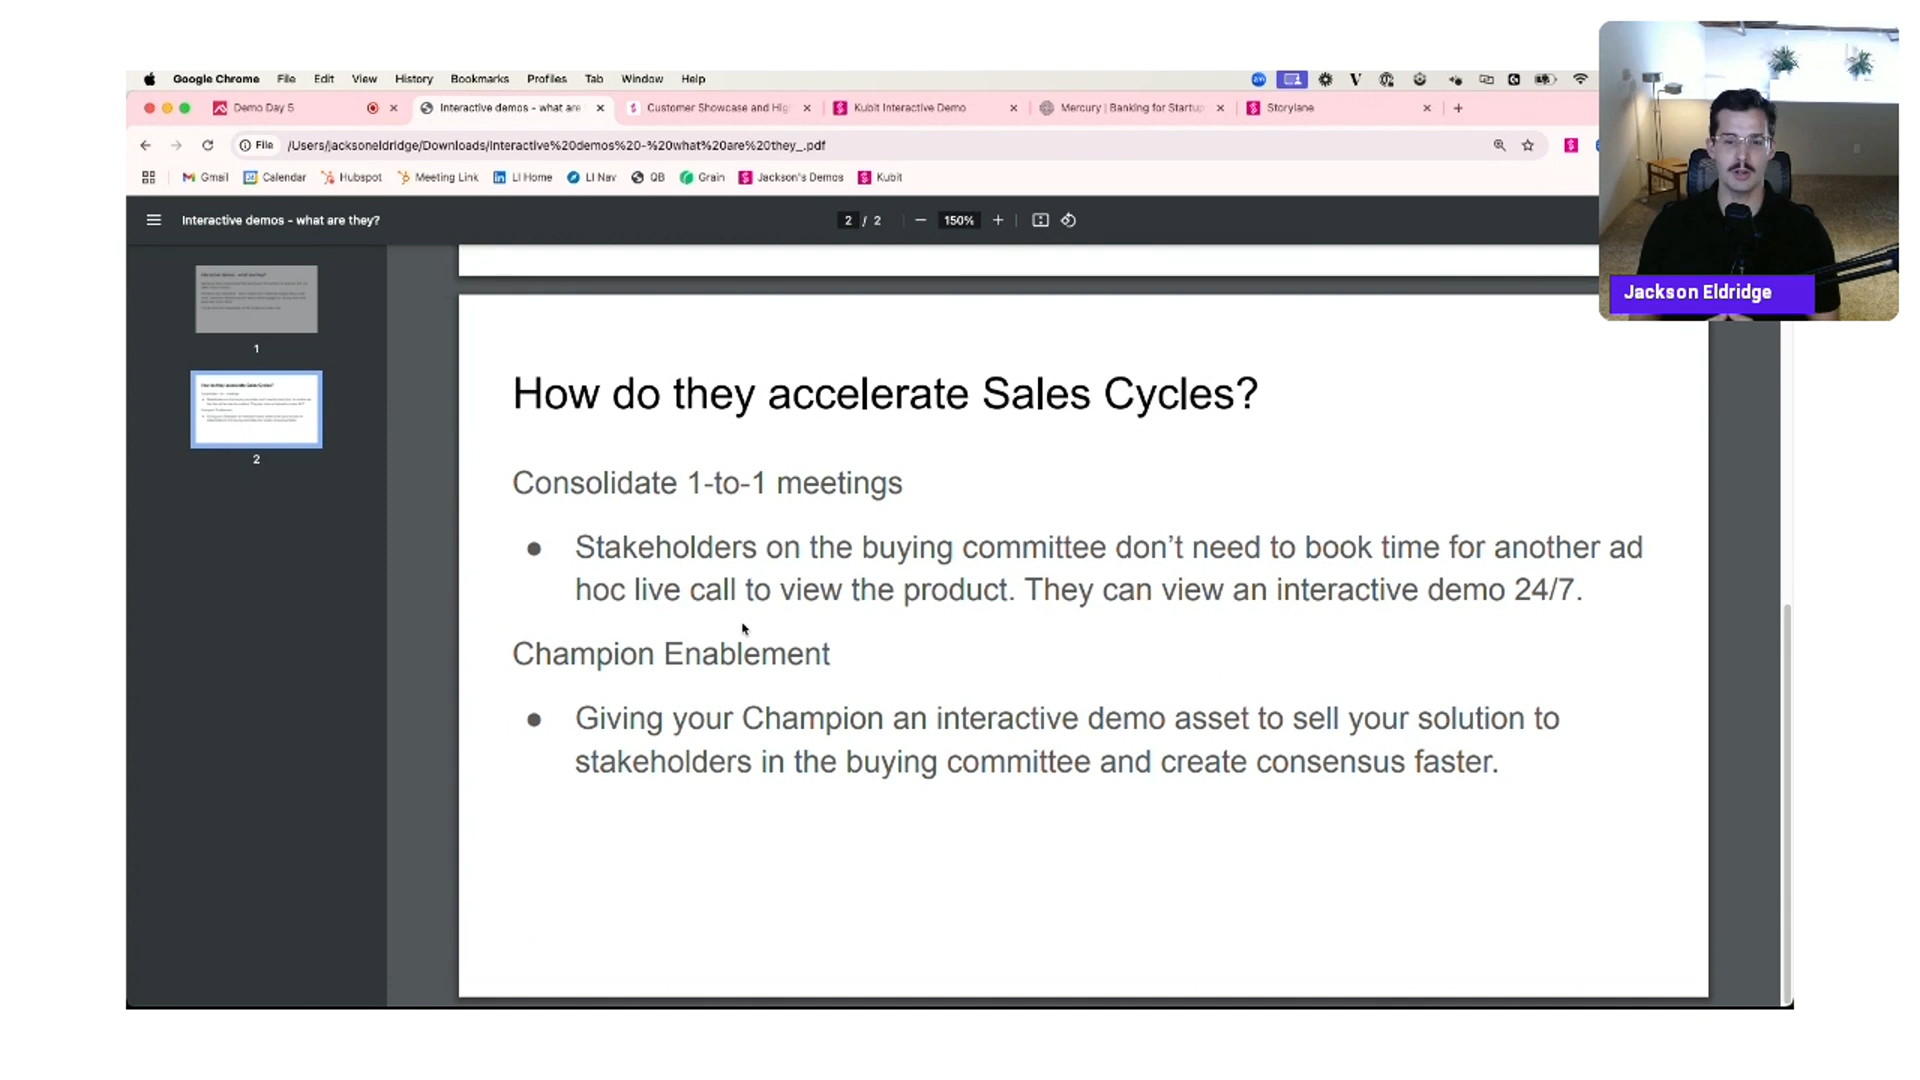 Google Chrome File Edit View History Bookmarks Profiles Tab Window Help
Demo Day 5
Interactive demos - what are
Customer Showcase and Hig
Kubit Interactive Demo
Mercury | Banking for Startup
Storylane
File /Users/jacksoneldridge/Downloads/Interactive%20demos%20-%20what%20are%20they_.pdf
Gmail Calendar Hubspot Meeting Link LI Home LI Nav QB Grain Jackson's Demos Kubit
Interactive demos - what are they?
2 / 2
150%
Jackson Eldridge
1
2
How do they accelerate Sales Cycles?
Consolidate 1-to-1 meetings
● Stakeholders on the buying committee don’t need to book time for another ad
hoc live call to view the product. They can view an interactive demo 24/7.
Champion Enablement
● Giving your Champion an interactive demo asset to sell your solution to
stakeholders in the buying committee and create consensus faster.